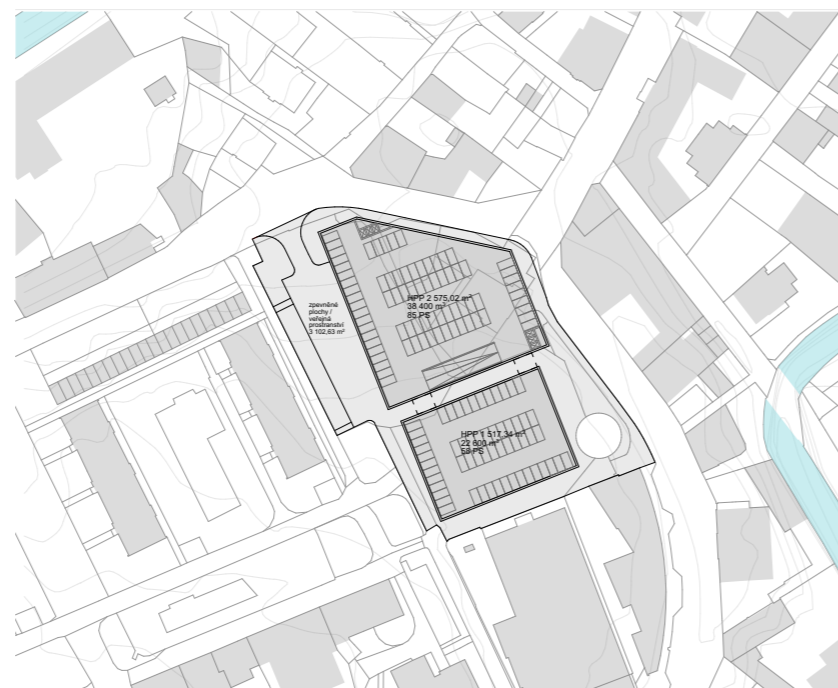 zpevněné
plochy /
veřejná
prostranství
3 102,63 m²
HPP 2 575,02 m²
38 400 m³
85 PS
HPP 1 517,34 m²
22 600 m³
58 PS